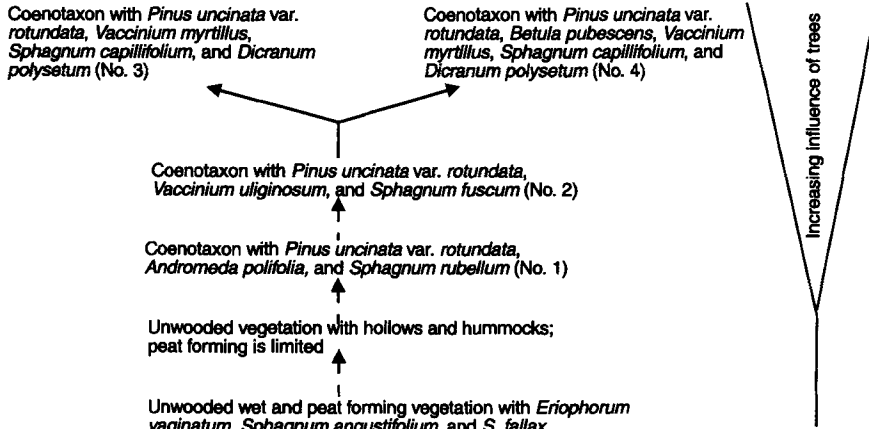 Coenotaxon with Pinus uncinata var.
rotundata, Vaccinium myrtillus,
Sphagnum capillifolium, and Dicranum
polysetum (No. 3)
Coenotaxon with Pinus uncinata var.
rotundata, Betula pubescens, Vaccinium
myrtillus, Sphagnum capillifolium, and
Dicranum polysetum (No. 4)
Increasing influence of trees
Coenotaxon with Pinus uncinata var. rotundata,
Vaccinium uliginosum, and Sphagnum fuscum (No. 2)
Coenotaxon with Pinus uncinata var. rotundata,
Andromeda polifolia, and Sphagnum rubellum (No. 1)
Unwooded vegetation with hollows and hummocks;
peat forming is limited
Unwooded wet and peat forming vegetation with Eriophorum
vaginatum, Sphagnum angustifolium, and S. fallax